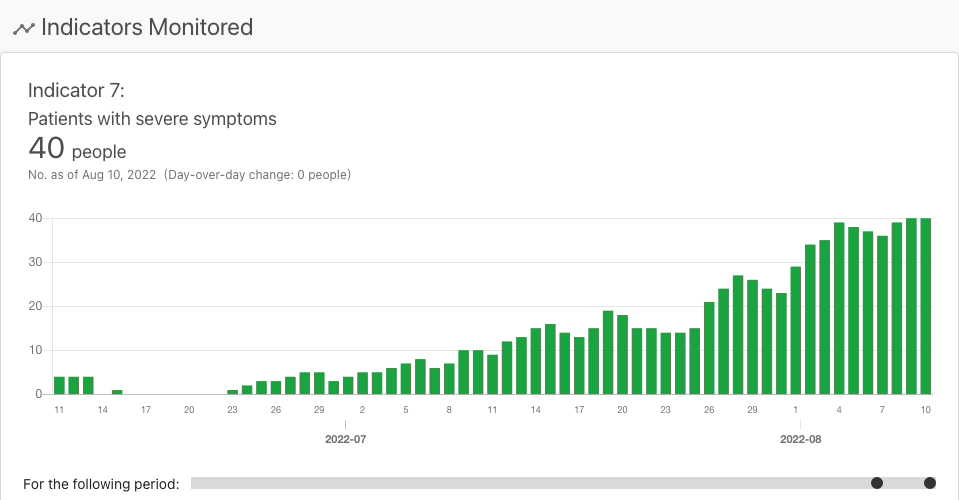 Indicators Monitored
Indicator 7:
Patients with severe symptoms
40 people
No. as of Aug 10, 2022 (Day-over-day change: 0 people)
40
30
20
10
0
11 14 17 20 23 26 29 2 5 8 11 14 17 20 23 26 29 1 4 7 10
2022-07 2022-08
For the following period: